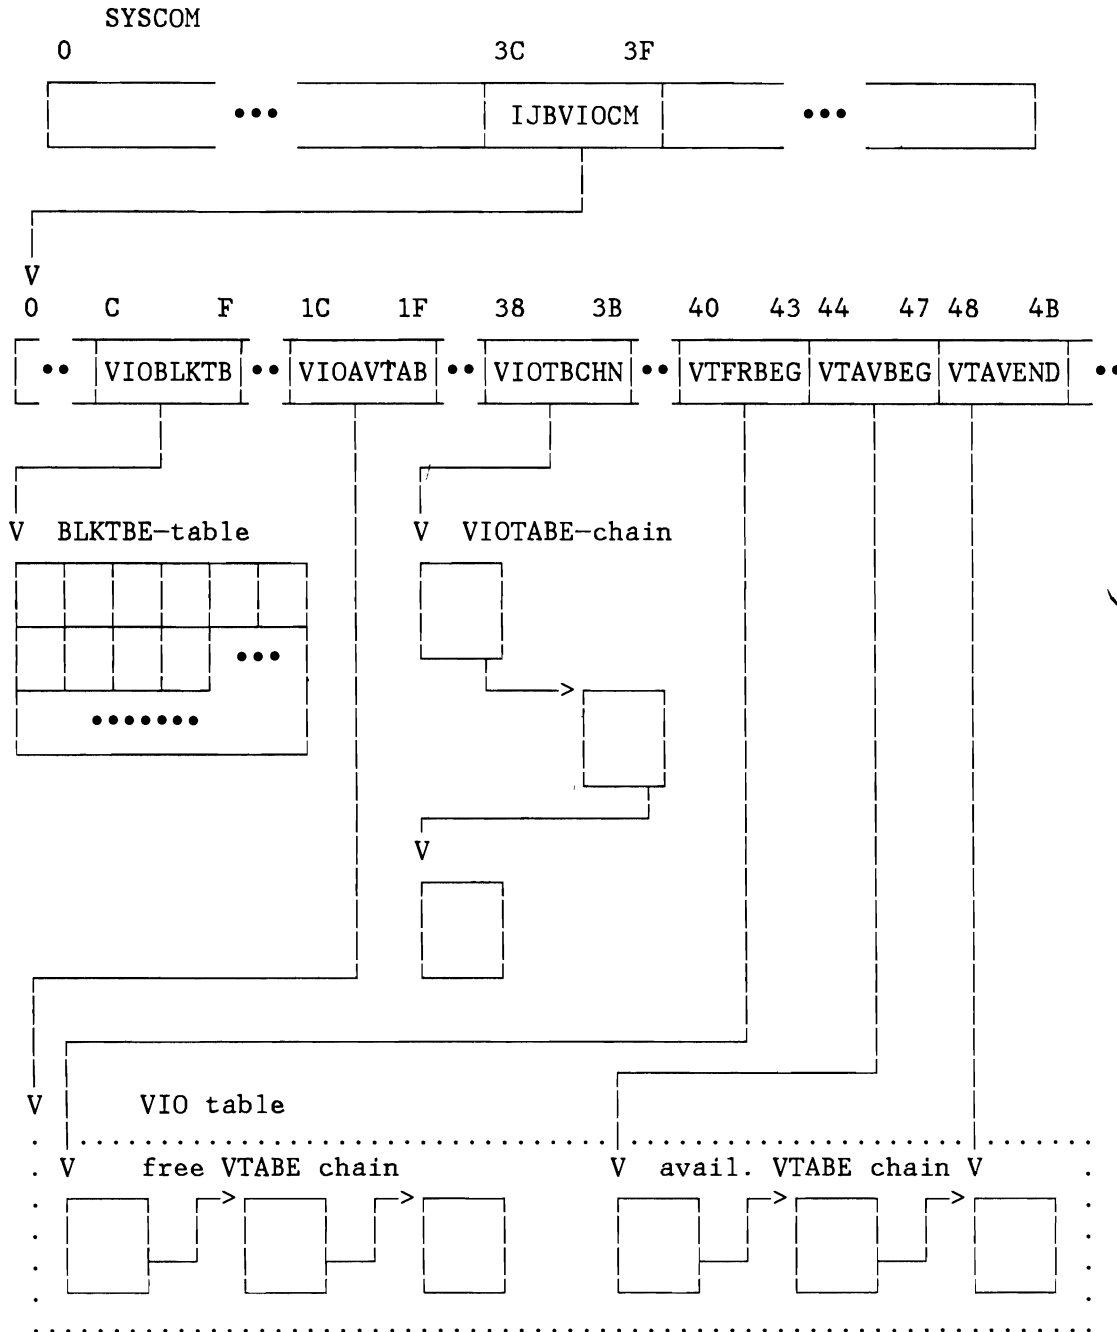 SYSCOM
0 3C 3F
••• IJBVIOCM •••
V
0 C F 1C 1F 38 3B 40 43 44 47 48 4B
•• VIOBLKTB •• VIOAVTAB •• VIOTBCHN •• VTFRBEG VTAVBEG VTAVEND ••
V BLKTBE-table V VIOTABE-chain
•••
>
•••••••
V
V VIO table
V free VTABE chain V avail. VTABE chain V
> > > >